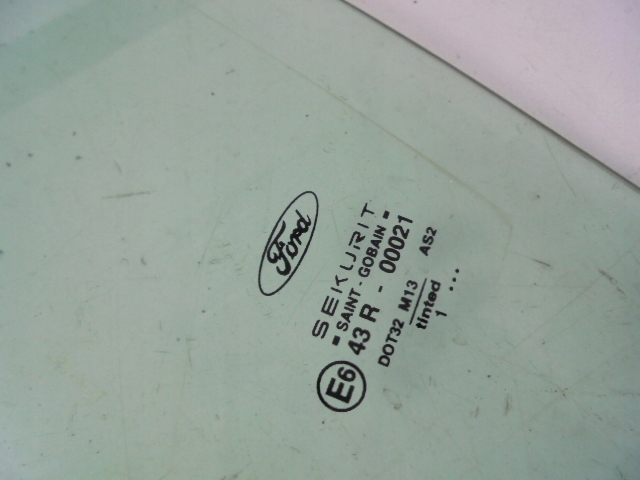 Ford
SEKURIT
" SAINT - GOBAIN "
E6 43 R - 00021
DOT32 M13 AS2
tinted
1 ...